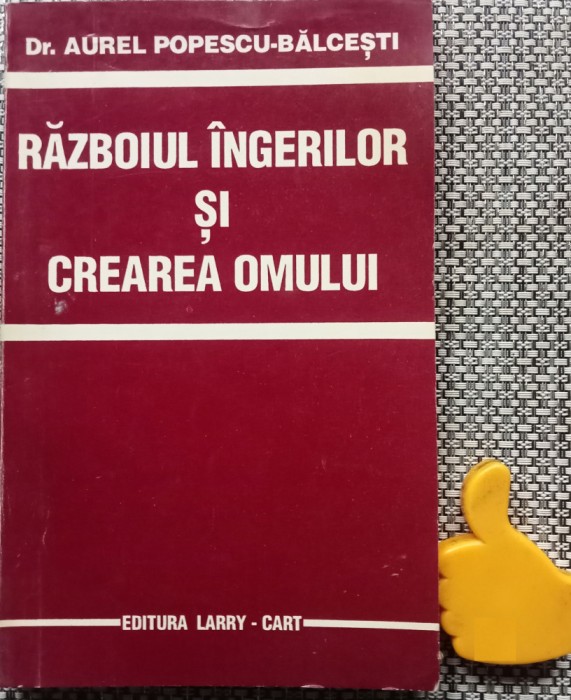 Dr. AUREL POPESCU-BĂLCEȘTI
RĂZBOIUL ÎNGERILOR
ȘI
CREAREA OMULUI
EDITURA LARRY - CART